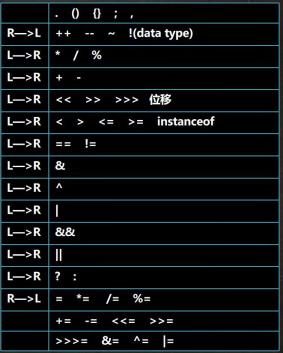 . () {} ; ,
R—>L ++ -- ~ !(data type)
L—>R * / %
L—>R + -
L—>R << >> >>> 位移
L—>R < > <= >= instanceof
L—>R == !=
L—>R &
L—>R ^
L—>R |
L—>R &&
L—>R ||
L—>R ? :
R—>L = *= /= %=
+= -= <<= >>=
>>>= &= ^= |=